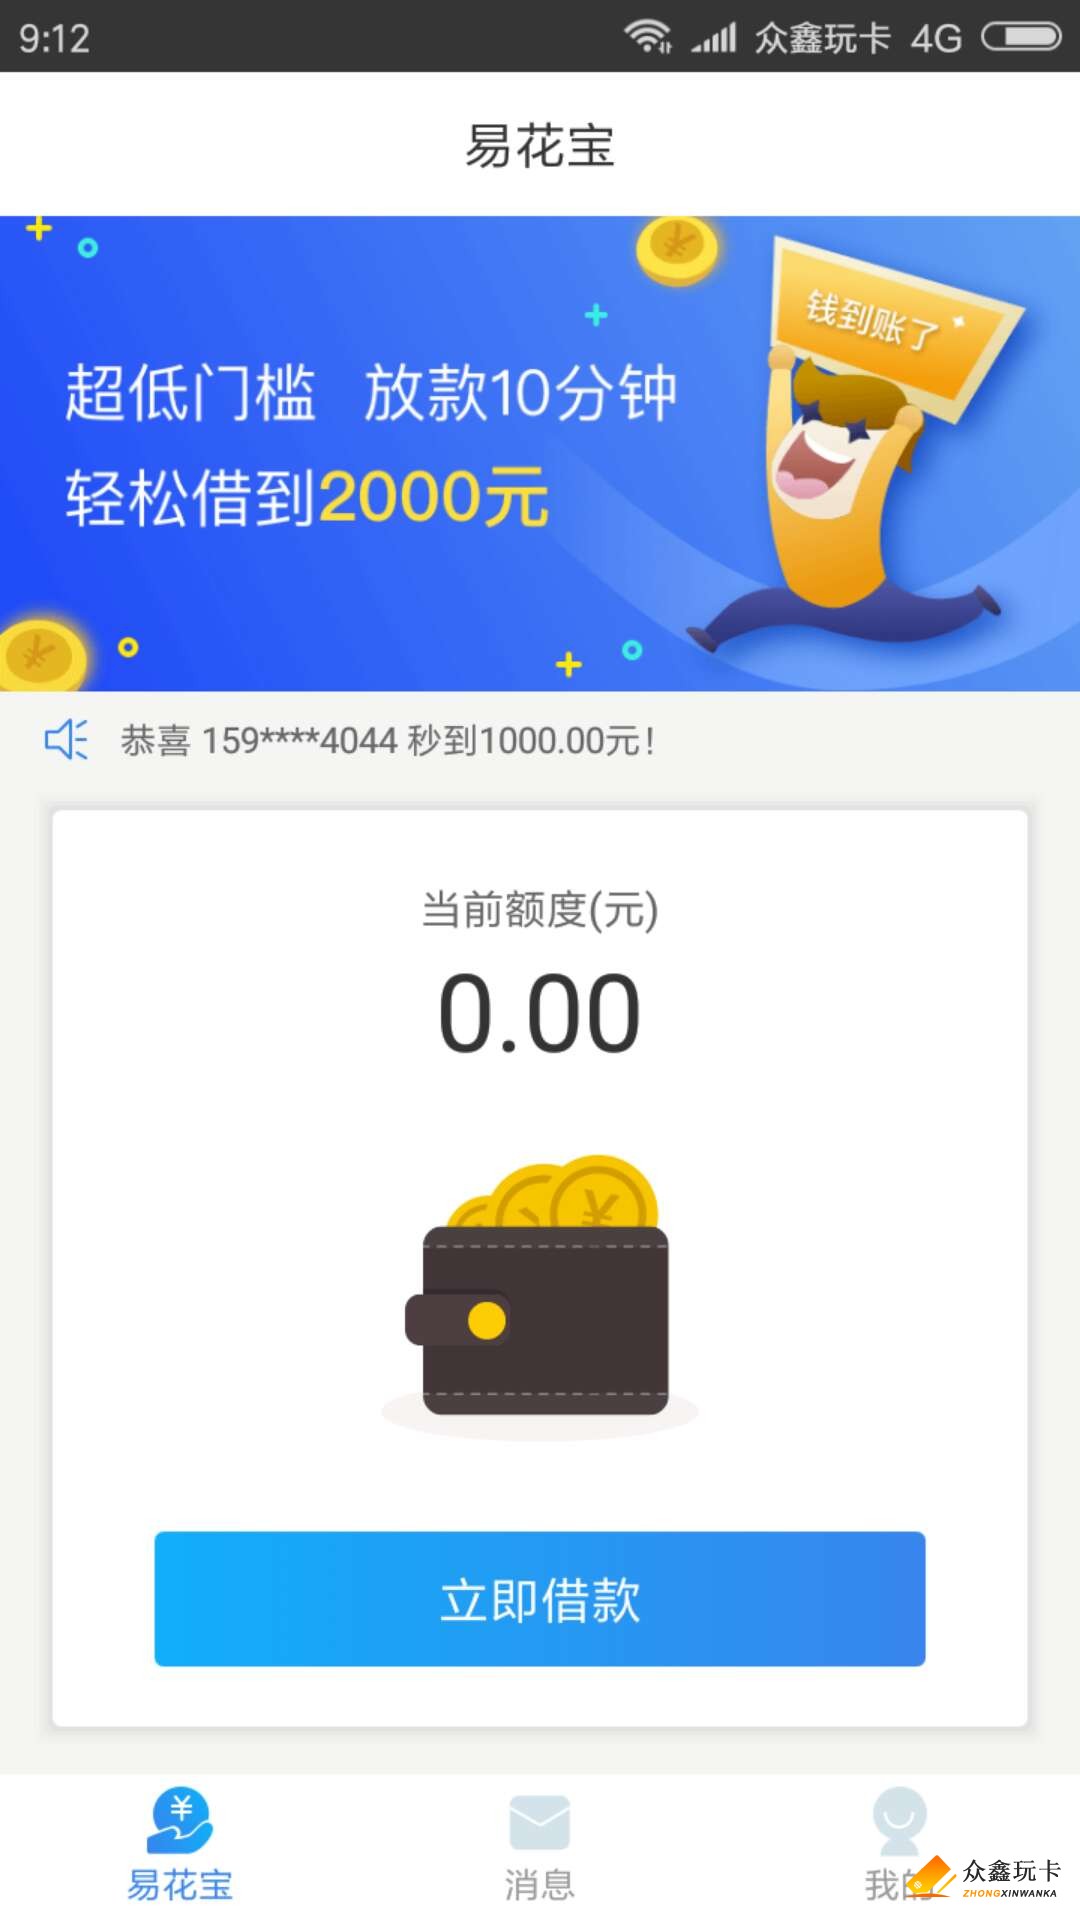 9:12 众鑫玩卡 4G
易花宝
钱到账了
超低门槛 放款10分钟
轻松借到2000元
恭喜 159****4044 秒到1000.00元!
当前额度(元)
0.00
立即借款
易花宝 消息 我的
众鑫玩卡
ZHONGXINWANKA